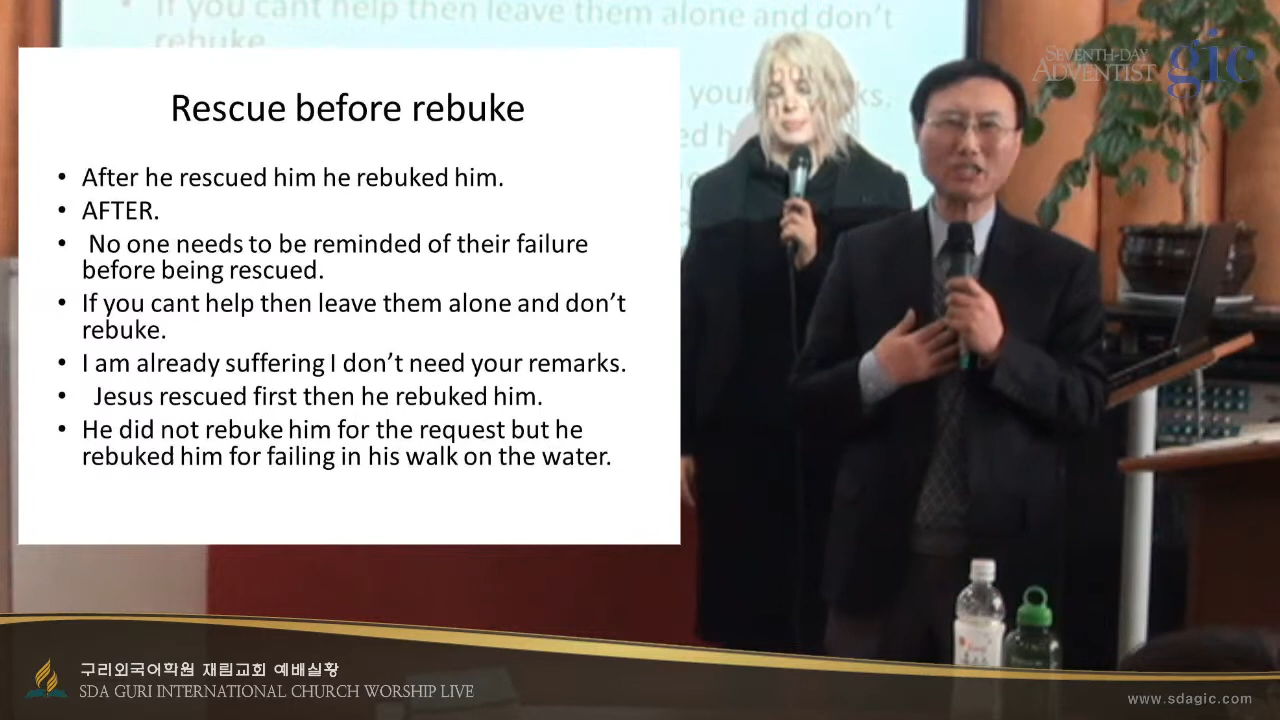 If you cant help then leave them alone and don't
rebuke.
SEVENTH-DAY
ADVENTIST
gic
Rescue before rebuke
• After he rescued him he rebuked him.
• AFTER.
• No one needs to be reminded of their failure
before being rescued.
• If you cant help then leave them alone and don’t
rebuke.
• I am already suffering I don’t need your remarks.
• Jesus rescued first then he rebuked him.
• He did not rebuke him for the request but he
rebuked him for failing in his walk on the water.
구리외국어학원 재림교회 예배실황
SDA GURI INTERNATIONAL CHURCH WORSHIP LIVE
www.sdagic.com